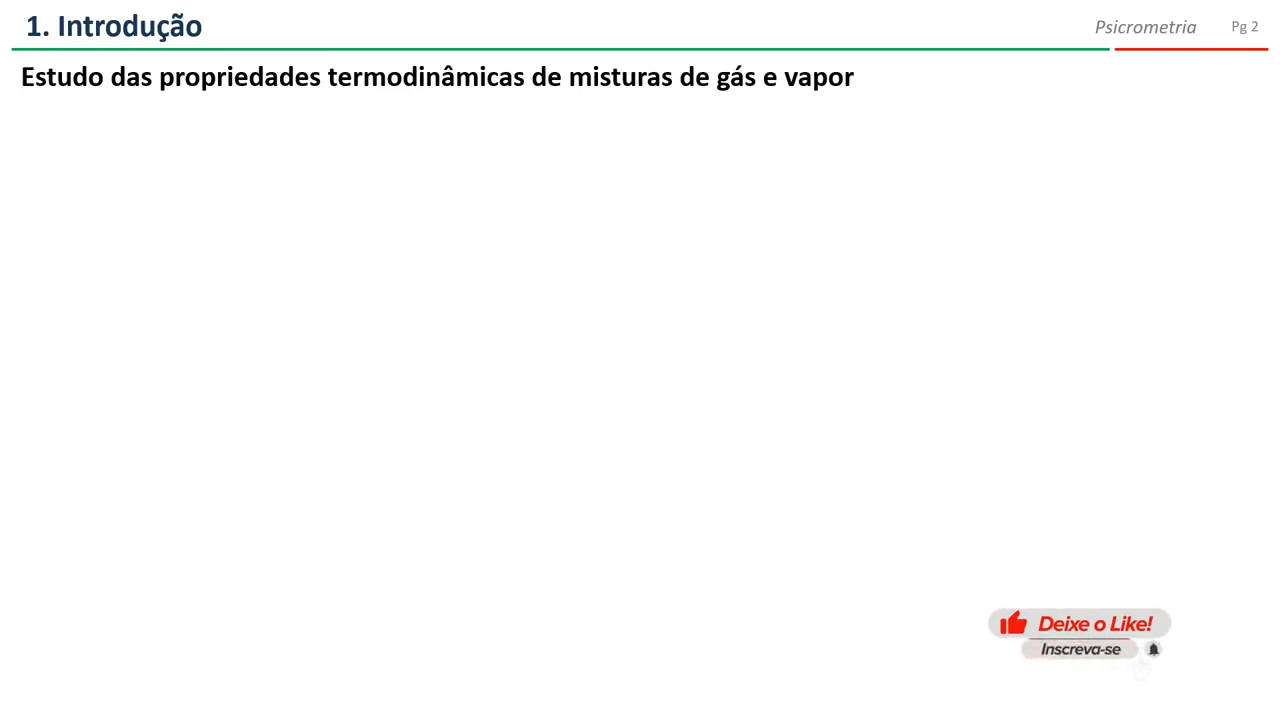 1. Introdução
Psicrometria
Pg 2
Estudo das propriedades termodinâmicas de misturas de gás e vapor
Deixe o Like!
Inscreva-se